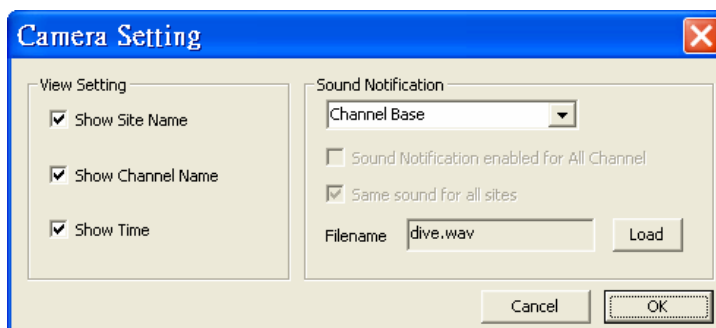 Camera Setting
View Setting
Show Site Name
Show Channel Name
Show Time
Sound Notification
Channel Base
Sound Notification enabled for All Channel
Same sound for all sites
Filename dive.wav Load
Cancel OK